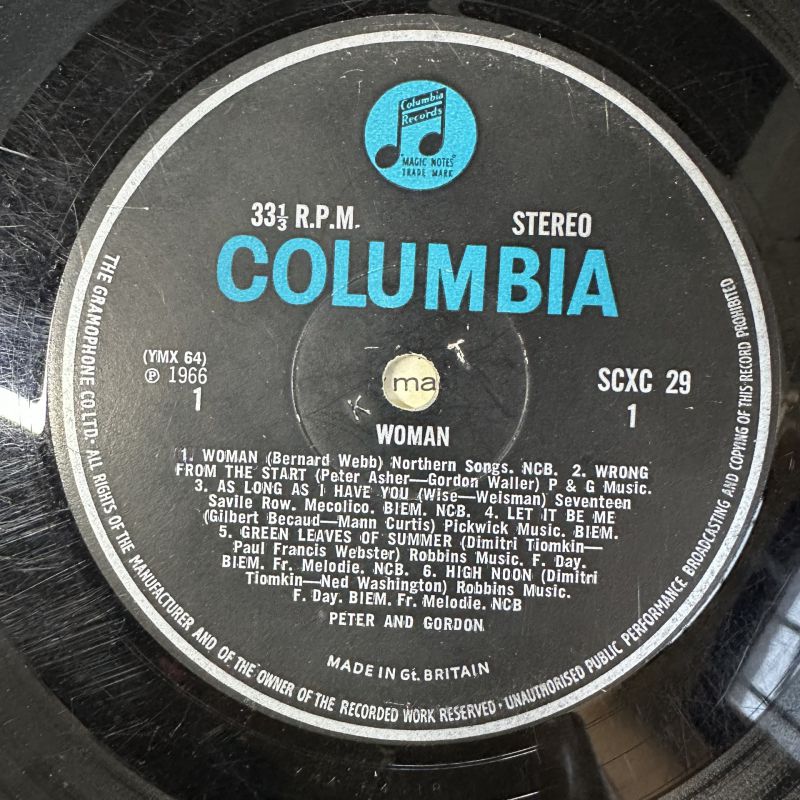 Columbia
Records
"MAGIC NOTES"
TRADE MARK
33⅓ R.P.M.
STEREO
COLUMBIA
(YMX 64)
℗ 1966
1
SCXC 29
1
ma
K
WOMAN
1. WOMAN (Bernard Webb) Northern Songs. NCB. 2. WRONG
FROM THE START (Peter Asher—Gordon Waller) P & G Music.
3. AS LONG AS I HAVE YOU (Wise—Weisman) Seventeen
Savile Row. Mecolico. BIEM. NCB. 4. LET IT BE ME
(Gilbert Becaud—Mann Curtis) Pickwick Music. BIEM.
5. GREEN LEAVES OF SUMMER (Dimitri Tiomkin—
Paul Francis Webster) Robbins Music. F. Day.
BIEM. Fr. Melodie. NCB. 6. HIGH NOON (Dimitri
Tiomkin—Ned Washington) Robbins Music.
F. Day. BIEM. Fr. Melodie. NCB
PETER AND GORDON
MADE IN Gt. BRITAIN
THE GRAMOPHONE CO. LTD. ALL RIGHTS OF THE MANUFACTURER AND OF THE OWNER OF THE RECORDED WORK RESERVED · UNAUTHORISED PUBLIC PERFORMANCE BROADCASTING AND COPYING OF THIS RECORD PROHIBITED